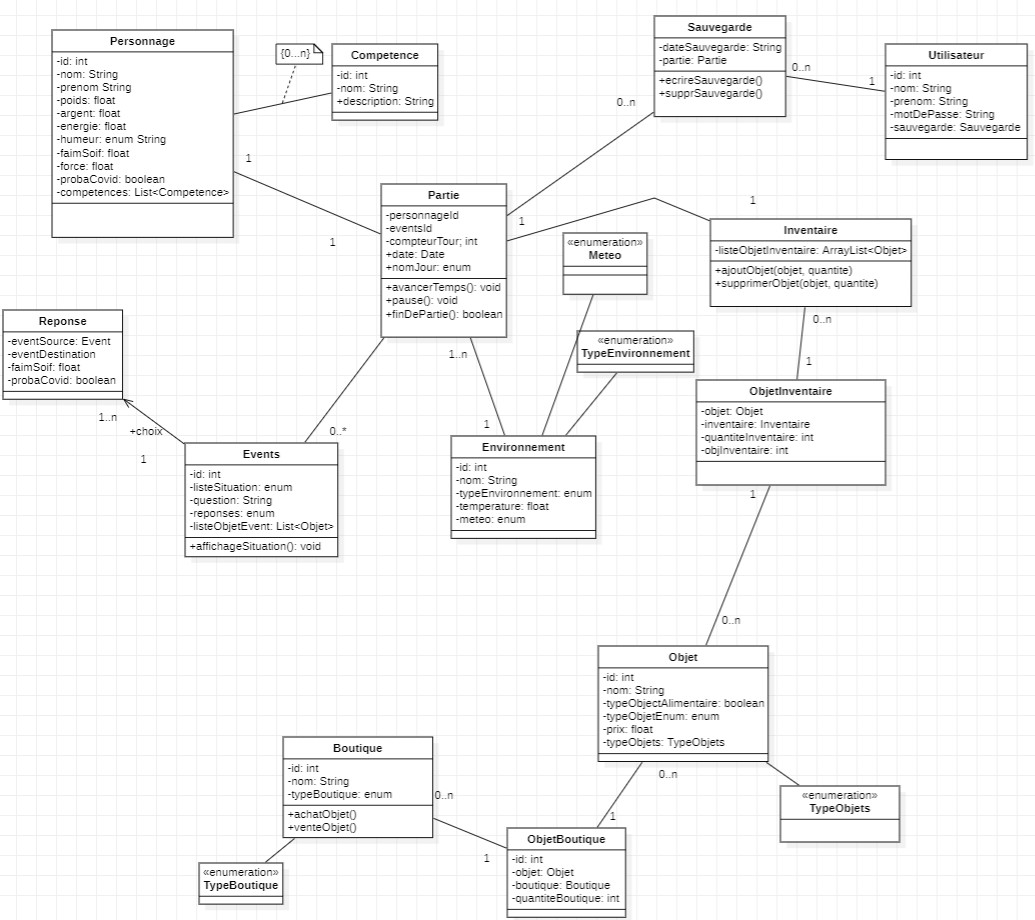 Personnage
-id: int
-nom: String
-prenom String
-poids: float
-argent: float
-energie: float
-humeur: enum String
-faimSoif: float
-force: float
-probaCovid: boolean
-competences: List<Competence>
{0...n}
Competence
-id: int
-nom: String
+description: String
Sauvegarde
-dateSauvegarde: String
-partie: Partie
+ecrireSauvegarde()
+supprSauvegarde()
0..n
1
Utilisateur
-id: int
-nom: String
-prenom: String
-motDePasse: String
-sauvegarde: Sauvegarde
0..n
1
1
Partie
-personnageId
-eventsId
-compteurTour; int
+date: Date
+nomJour: enum
+avancerTemps(): void
+pause(): void
+finDePartie(): boolean
1
1
Inventaire
-listeObjetInventaire: ArrayList<Objet>
+ajoutObjet(objet, quantite)
+supprimerObjet(objet, quantite)
«enumeration»
Meteo
«enumeration»
TypeEnvironnement
0..n
1
Reponse
-eventSource: Event
-eventDestination
-faimSoif: float
-probaCovid: boolean
1..n
+choix
1
1..n
1
0..*
ObjetInventaire
-objet: Objet
-inventaire: Inventaire
-quantiteInventaire: int
-objInventaire: int
Events
-id: int
-listeSituation: enum
-question: String
-reponses: enum
-listeObjetEvent: List<Objet>
+affichageSituation(): void
Environnement
-id: int
-nom: String
-typeEnvironnement: enum
-temperature: float
-meteo: enum
1
0..n
Objet
-id: int
-nom: String
-typeObjectAlimentaire: boolean
-typeObjetEnum: enum
-prix: float
-typeObjets: TypeObjets
0..n
1
«enumeration»
TypeObjets
Boutique
-id: int
-nom: String
-typeBoutique: enum
+achatObjet()
+venteObjet()
0..n
1
ObjetBoutique
-id: int
-objet: Objet
-boutique: Boutique
-quantiteBoutique: int
«enumeration»
TypeBoutique